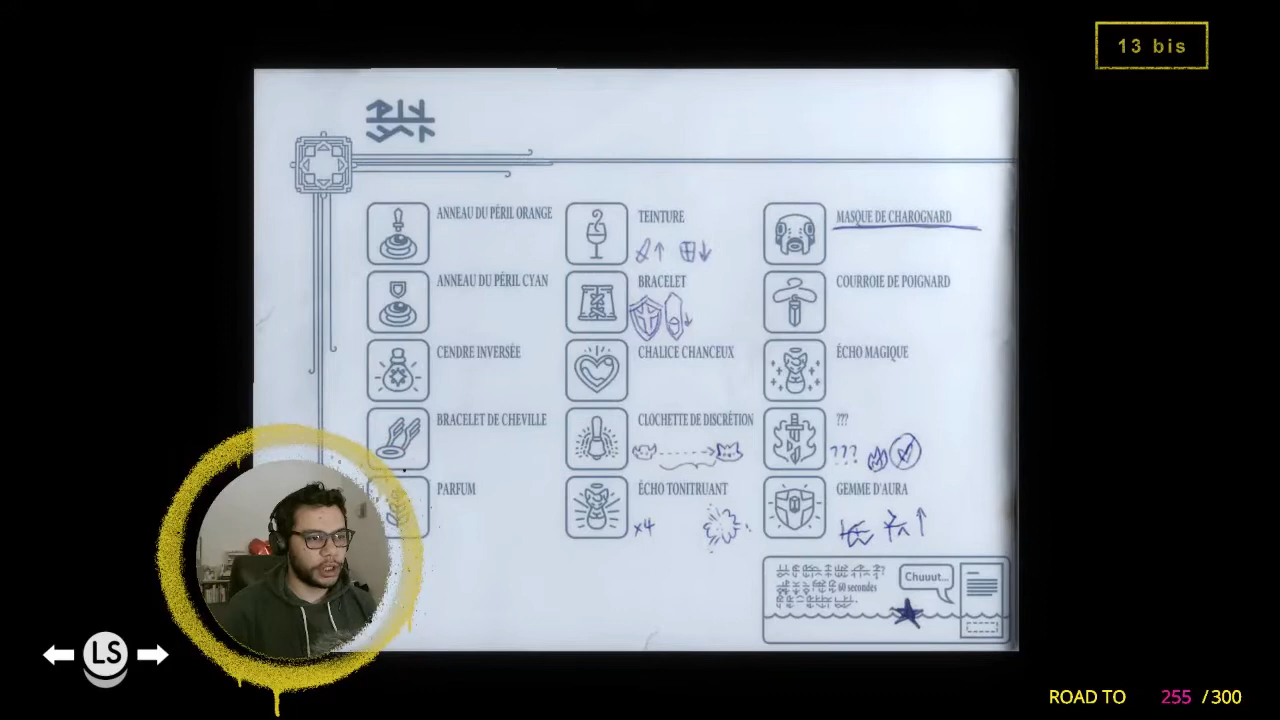 13 bis
ANNEAU DU PÉRIL ORANGE
ANNEAU DU PÉRIL CYAN
CENDRE INVERSÉE
BRACELET DE CHEVILLE
PARFUM
TEINTURE
BRACELET
CHALICE CHANCEUX
CLOCHETTE DE DISCRÉTION
ÉCHO TONITRUANT
x4
MASQUE DE CHAROGNARD
COURROIE DE POIGNARD
ÉCHO MAGIQUE
???
???
GEMME D'AURA
60 secondes
Chuuut...
LS
ROAD TO 255 /300